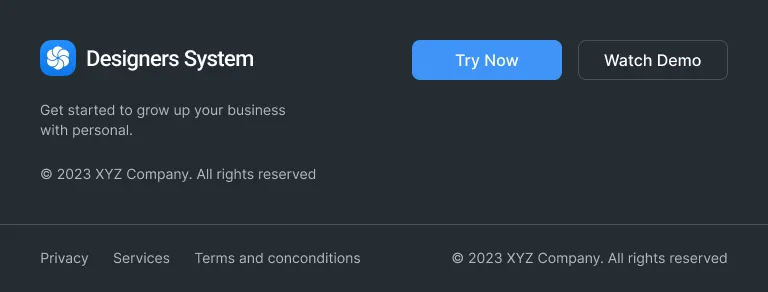 Designers System
Try Now
Watch Demo
Get started to grow up your business
with personal.
© 2023 XYZ Company. All rights reserved
Privacy
Services
Terms and conconditions
© 2023 XYZ Company. All rights reserved